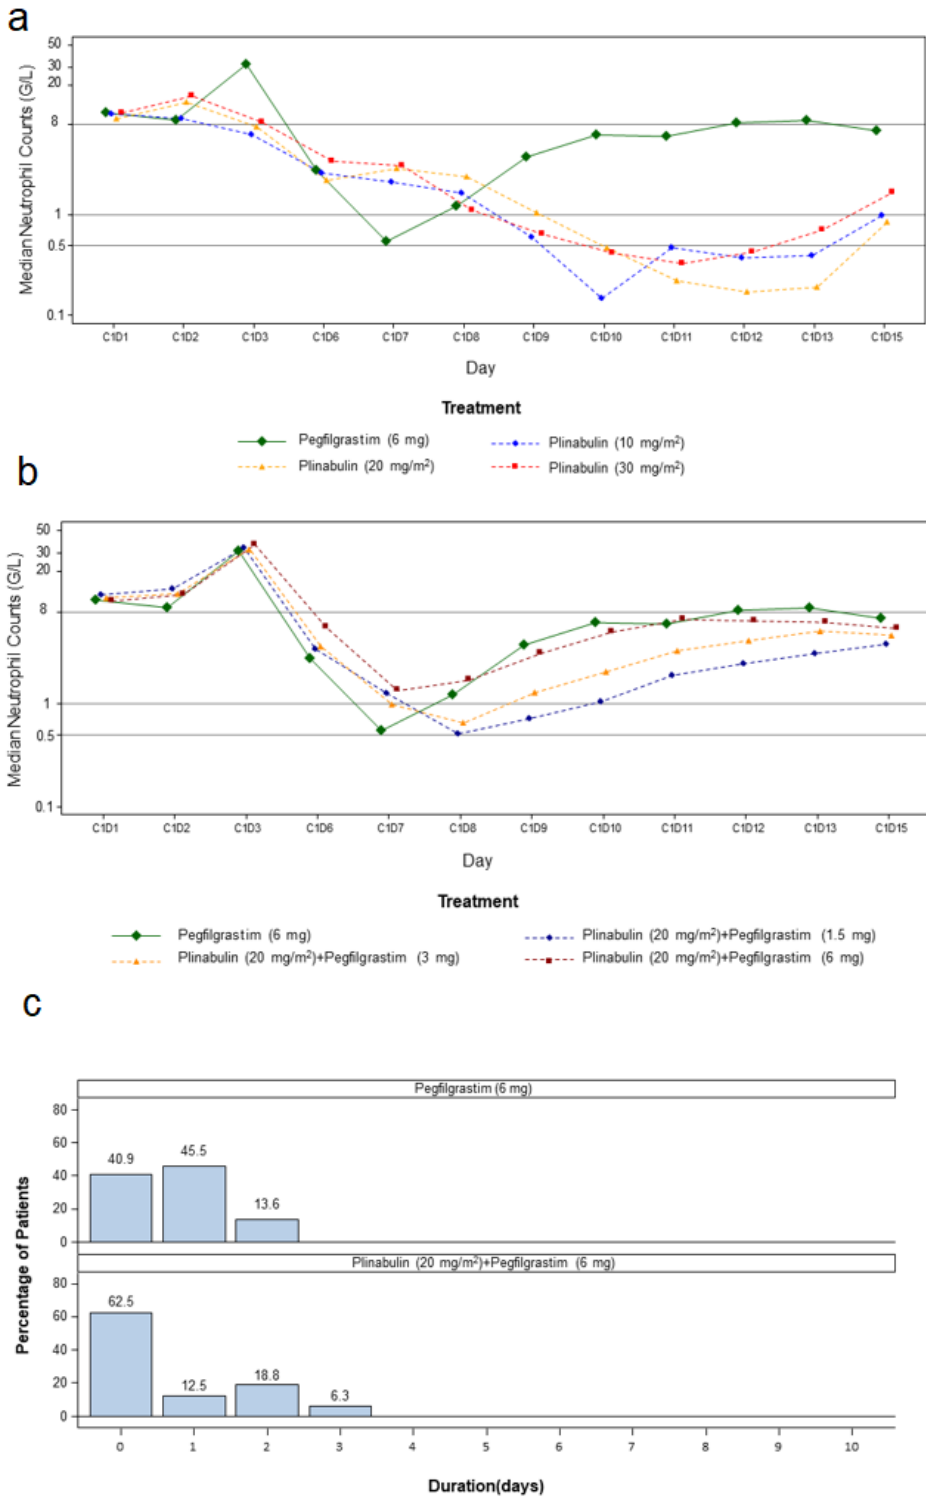 a
Median Neutrophil Counts (G/L)
50
30
20
8
1
0.5
0.1
C1D1 C1D2 C1D3 C1D6 C1D7 C1D8 C1D9 C1D10 C1D11 C1D12 C1D13 C1D15
Day
Treatment
Pegfilgrastim (6 mg) Plinabulin (10 mg/m²)
Plinabulin (20 mg/m²) Plinabulin (30 mg/m²)
b
Median Neutrophil Counts (G/L)
50
30
20
8
1
0.5
0.1
C1D1 C1D2 C1D3 C1D6 C1D7 C1D8 C1D9 C1D10 C1D11 C1D12 C1D13 C1D15
Day
Treatment
Pegfilgrastim (6 mg) Plinabulin (20 mg/m²)+Pegfilgrastim (1.5 mg)
Plinabulin (20 mg/m²)+Pegfilgrastim (3 mg) Plinabulin (20 mg/m²)+Pegfilgrastim (6 mg)
c
Percentage of Patients
Pegfilgrastim (6 mg)
80
60
40
20
0
40.9 45.5 13.6
Plinabulin (20 mg/m²)+Pegfilgrastim (6 mg)
80
60
40
20
0
62.5 12.5 18.8 6.3
0 1 2 3 4 5 6 7 8 9 10
Duration(days)